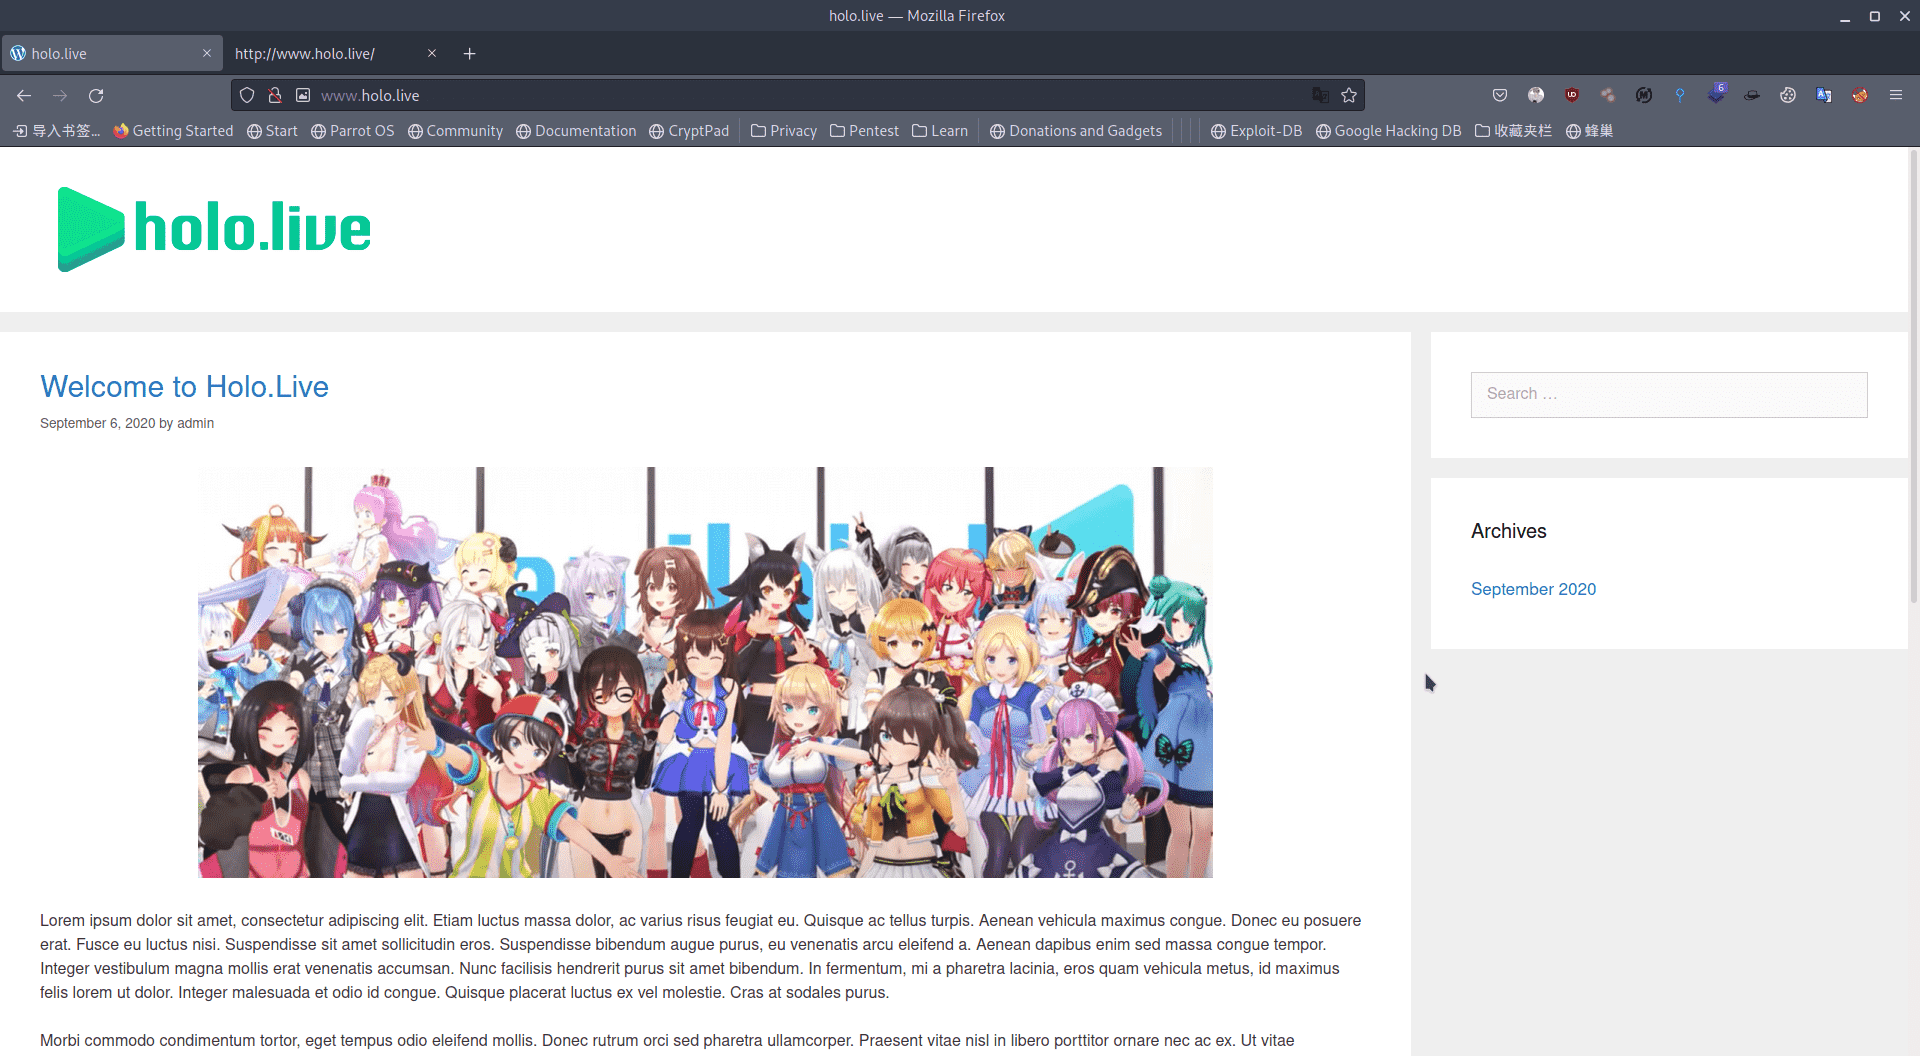 holo.live — Mozilla Firefox
holo.live
http://www.holo.live/
www.holo.live
6
导入书签...
Getting Started
Start
Parrot OS
Community
Documentation
CryptPad
Privacy
Pentest
Learn
Donations and Gadgets
Exploit-DB
Google Hacking DB
收藏夹栏
蜂巢
holo.live
Welcome to Holo.Live
September 6, 2020 by admin
Search …
Archives
September 2020
Lorem ipsum dolor sit amet, consectetur adipiscing elit. Etiam luctus massa dolor, ac varius risus feugiat eu. Quisque ac tellus turpis. Aenean vehicula maximus congue. Donec eu posuere
erat. Fusce eu luctus nisi. Suspendisse sit amet sollicitudin eros. Suspendisse bibendum augue purus, eu venenatis arcu eleifend a. Aenean dapibus enim sed massa congue tempor.
Integer vestibulum magna mollis erat venenatis accumsan. Nunc facilisis hendrerit purus sit amet bibendum. In fermentum, mi a pharetra lacinia, eros quam vehicula metus, id maximus
felis lorem ut dolor. Integer malesuada et odio id congue. Quisque placerat luctus ex vel molestie. Cras at sodales purus.
Morbi commodo condimentum tortor, eget tempus odio eleifend mollis. Donec rutrum orci sed pharetra ullamcorper. Praesent vitae nisl in libero porttitor ornare nec ac ex. Ut vitae